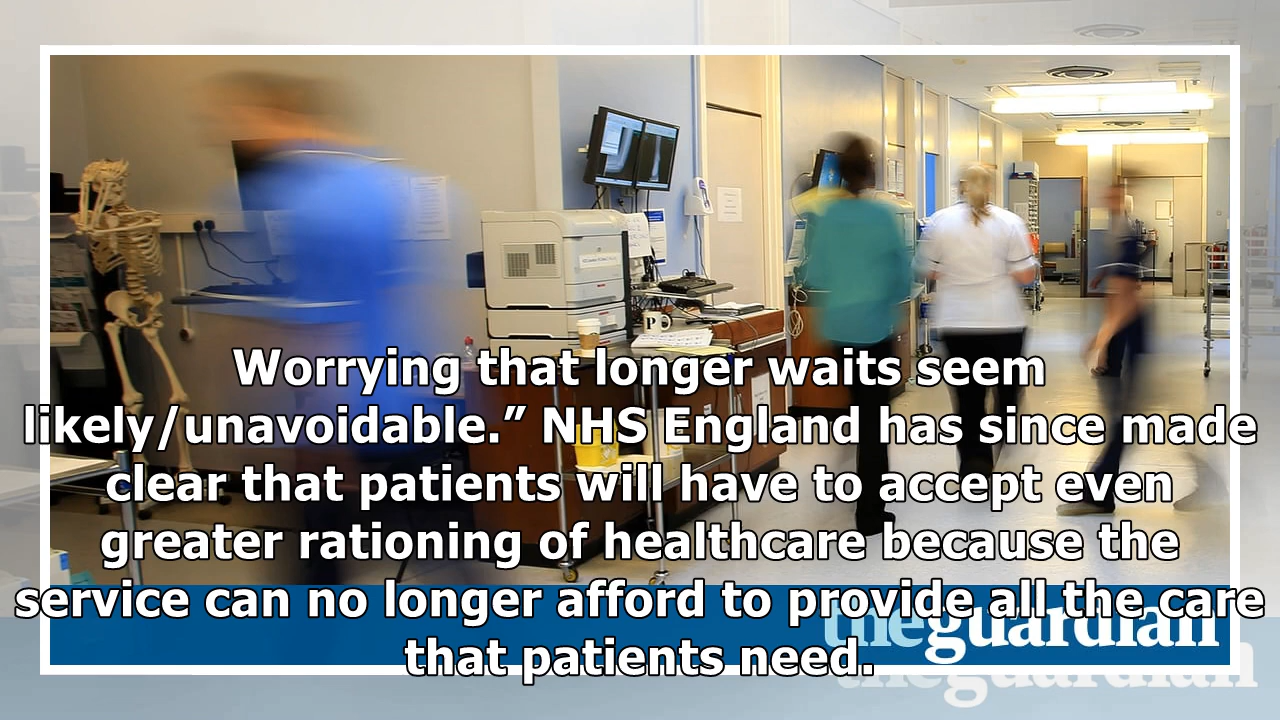 Worrying that longer waits seem
likely/unavoidable.” NHS England has since made
clear that patients will have to accept even
greater rationing of healthcare because the
service can no longer afford to provide all the care
that patients need.
theguardian
theguardian
P